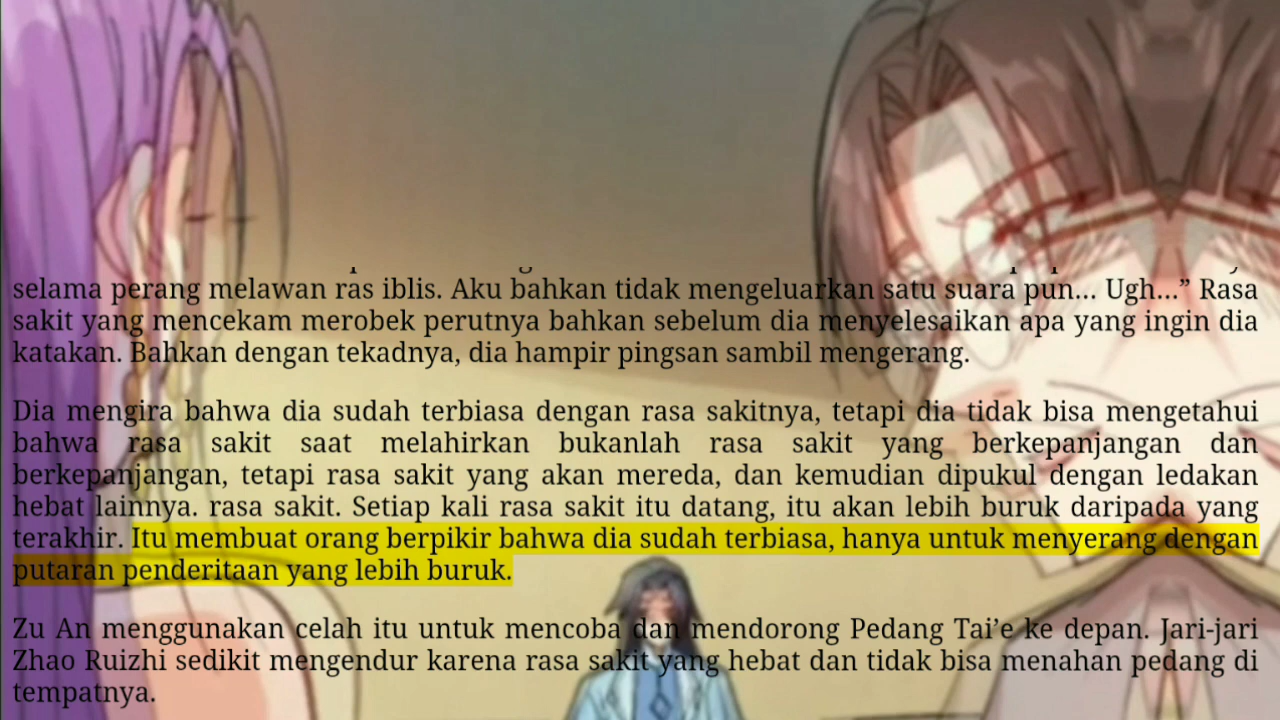 selama perang melawan ras iblis. Aku bahkan tidak mengeluarkan satu suara pun... Ugh...” Rasa
sakit yang mencekam merobek perutnya bahkan sebelum dia menyelesaikan apa yang ingin dia
katakan. Bahkan dengan tekadnya, dia hampir pingsan sambil mengerang.
Dia mengira bahwa dia sudah terbiasa dengan rasa sakitnya, tetapi dia tidak bisa mengetahui
bahwa rasa sakit saat melahirkan bukanlah rasa sakit yang berkepanjangan dan
berkepanjangan, tetapi rasa sakit yang akan mereda, dan kemudian dipukul dengan ledakan
hebat lainnya. rasa sakit. Setiap kali rasa sakit itu datang, itu akan lebih buruk daripada yang
terakhir. Itu membuat orang berpikir bahwa dia sudah terbiasa, hanya untuk menyerang dengan
putaran penderitaan yang lebih buruk.
Zu An menggunakan celah itu untuk mencoba dan mendorong Pedang Tai’e ke depan. Jari-jari
Zhao Ruizhi sedikit mengendur karena rasa sakit yang hebat dan tidak bisa menahan pedang di
tempatnya.